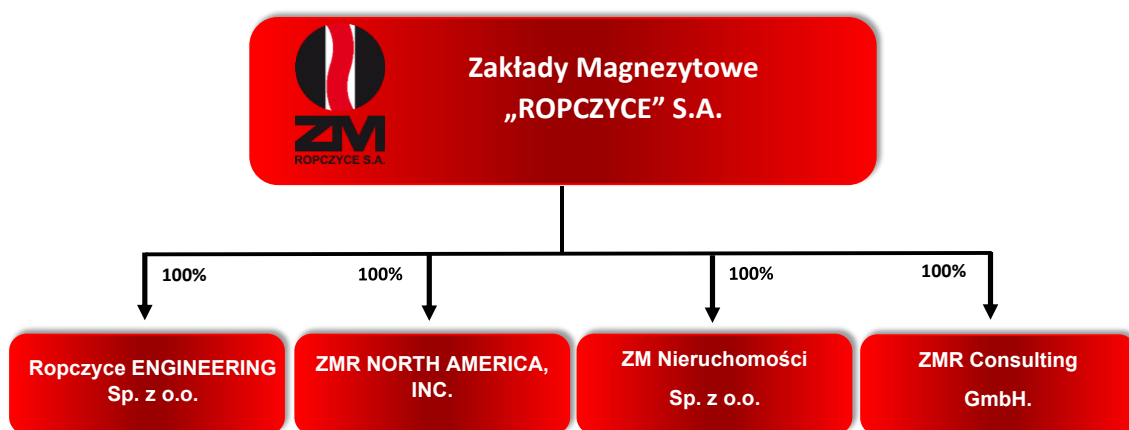 ZM
ROPCZYCE S.A.
Zakłady Magnezytowe
„ROPCZYCE” S.A.
100%
100%
100%
100%
Ropczyce ENGINEERING
Sp. z o.o.
ZMR NORTH AMERICA,
INC.
ZM Nieruchomości
Sp. z o.o.
ZMR Consulting
GmbH.